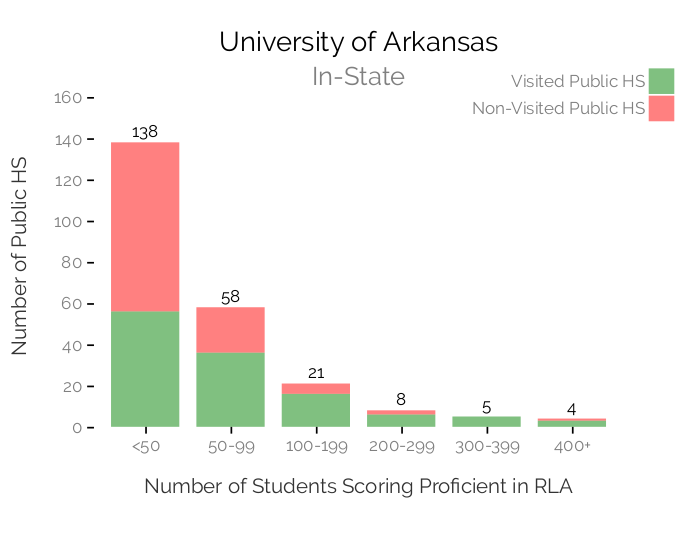 University of Arkansas
In-State
Visited Public HS
Non-Visited Public HS
Number of Public HS
160
140
120
100
80
60
40
20
0
138
58
21
8
5
4
<50 50-99 100-199 200-299 300-399 400+
Number of Students Scoring Proficient in RLA